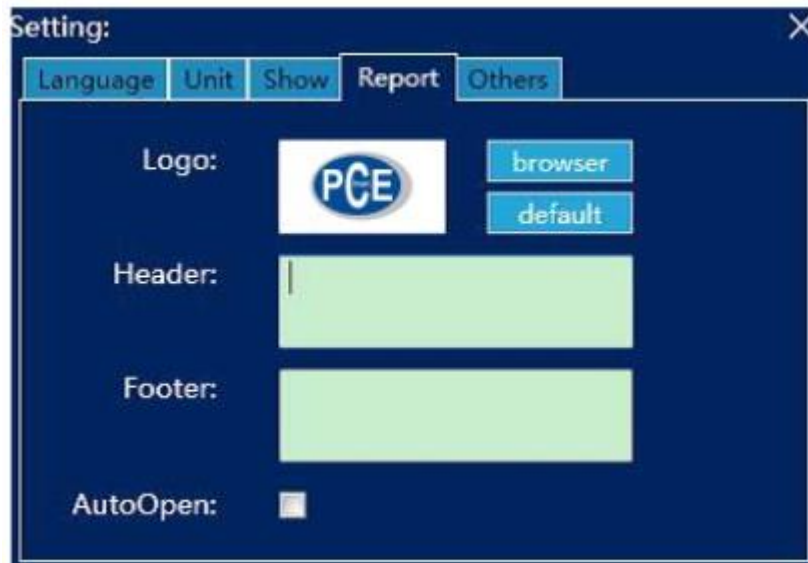 Setting:
Language Unit Show Report Others
Logo: PCE browser
default
Header:
Footer:
AutoOpen: